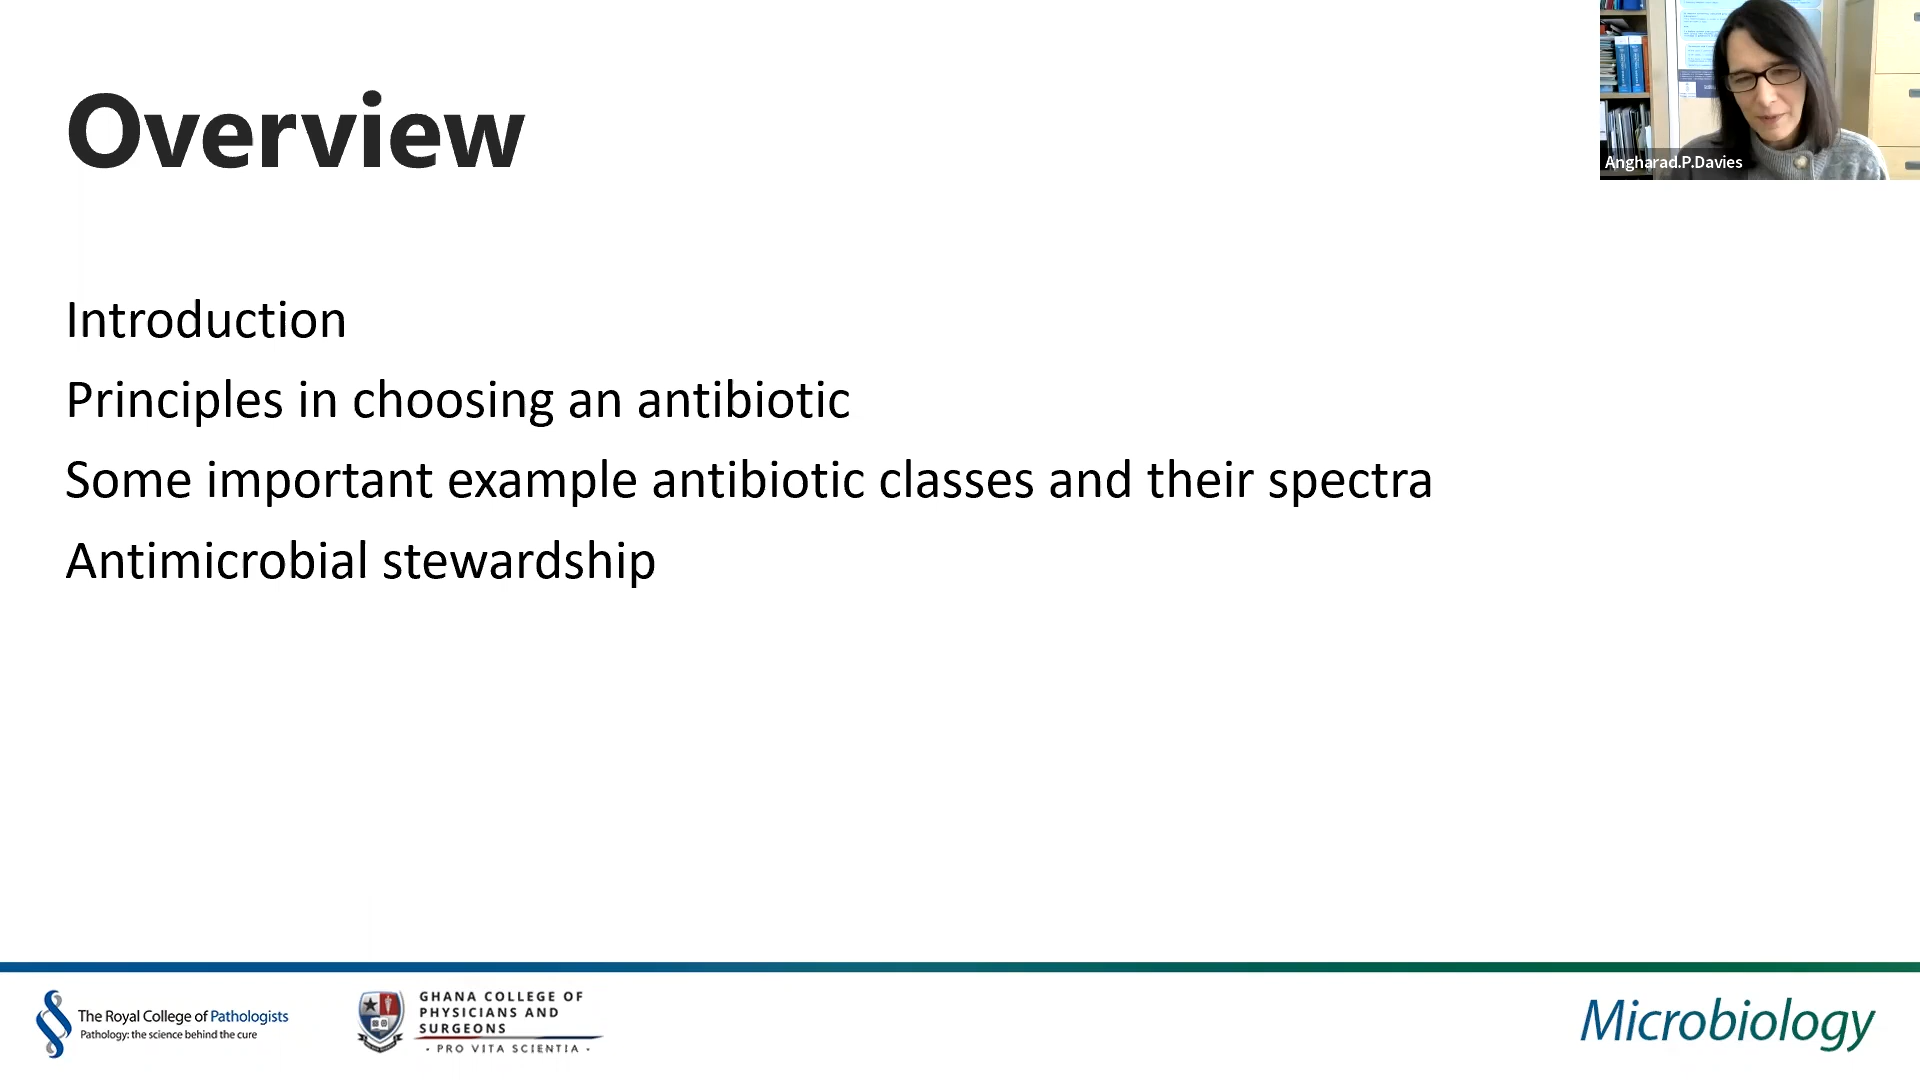 Overview
Angharad.P.Davies
Introduction
Principles in choosing an antibiotic
Some important example antibiotic classes and their spectra
Antimicrobial stewardship
The Royal College of Pathologists
Pathology: the science behind the cure
GHANA COLLEGE OF
PHYSICIANS AND
SURGEONS
- PRO VITA SCIENTIA -
Microbiology